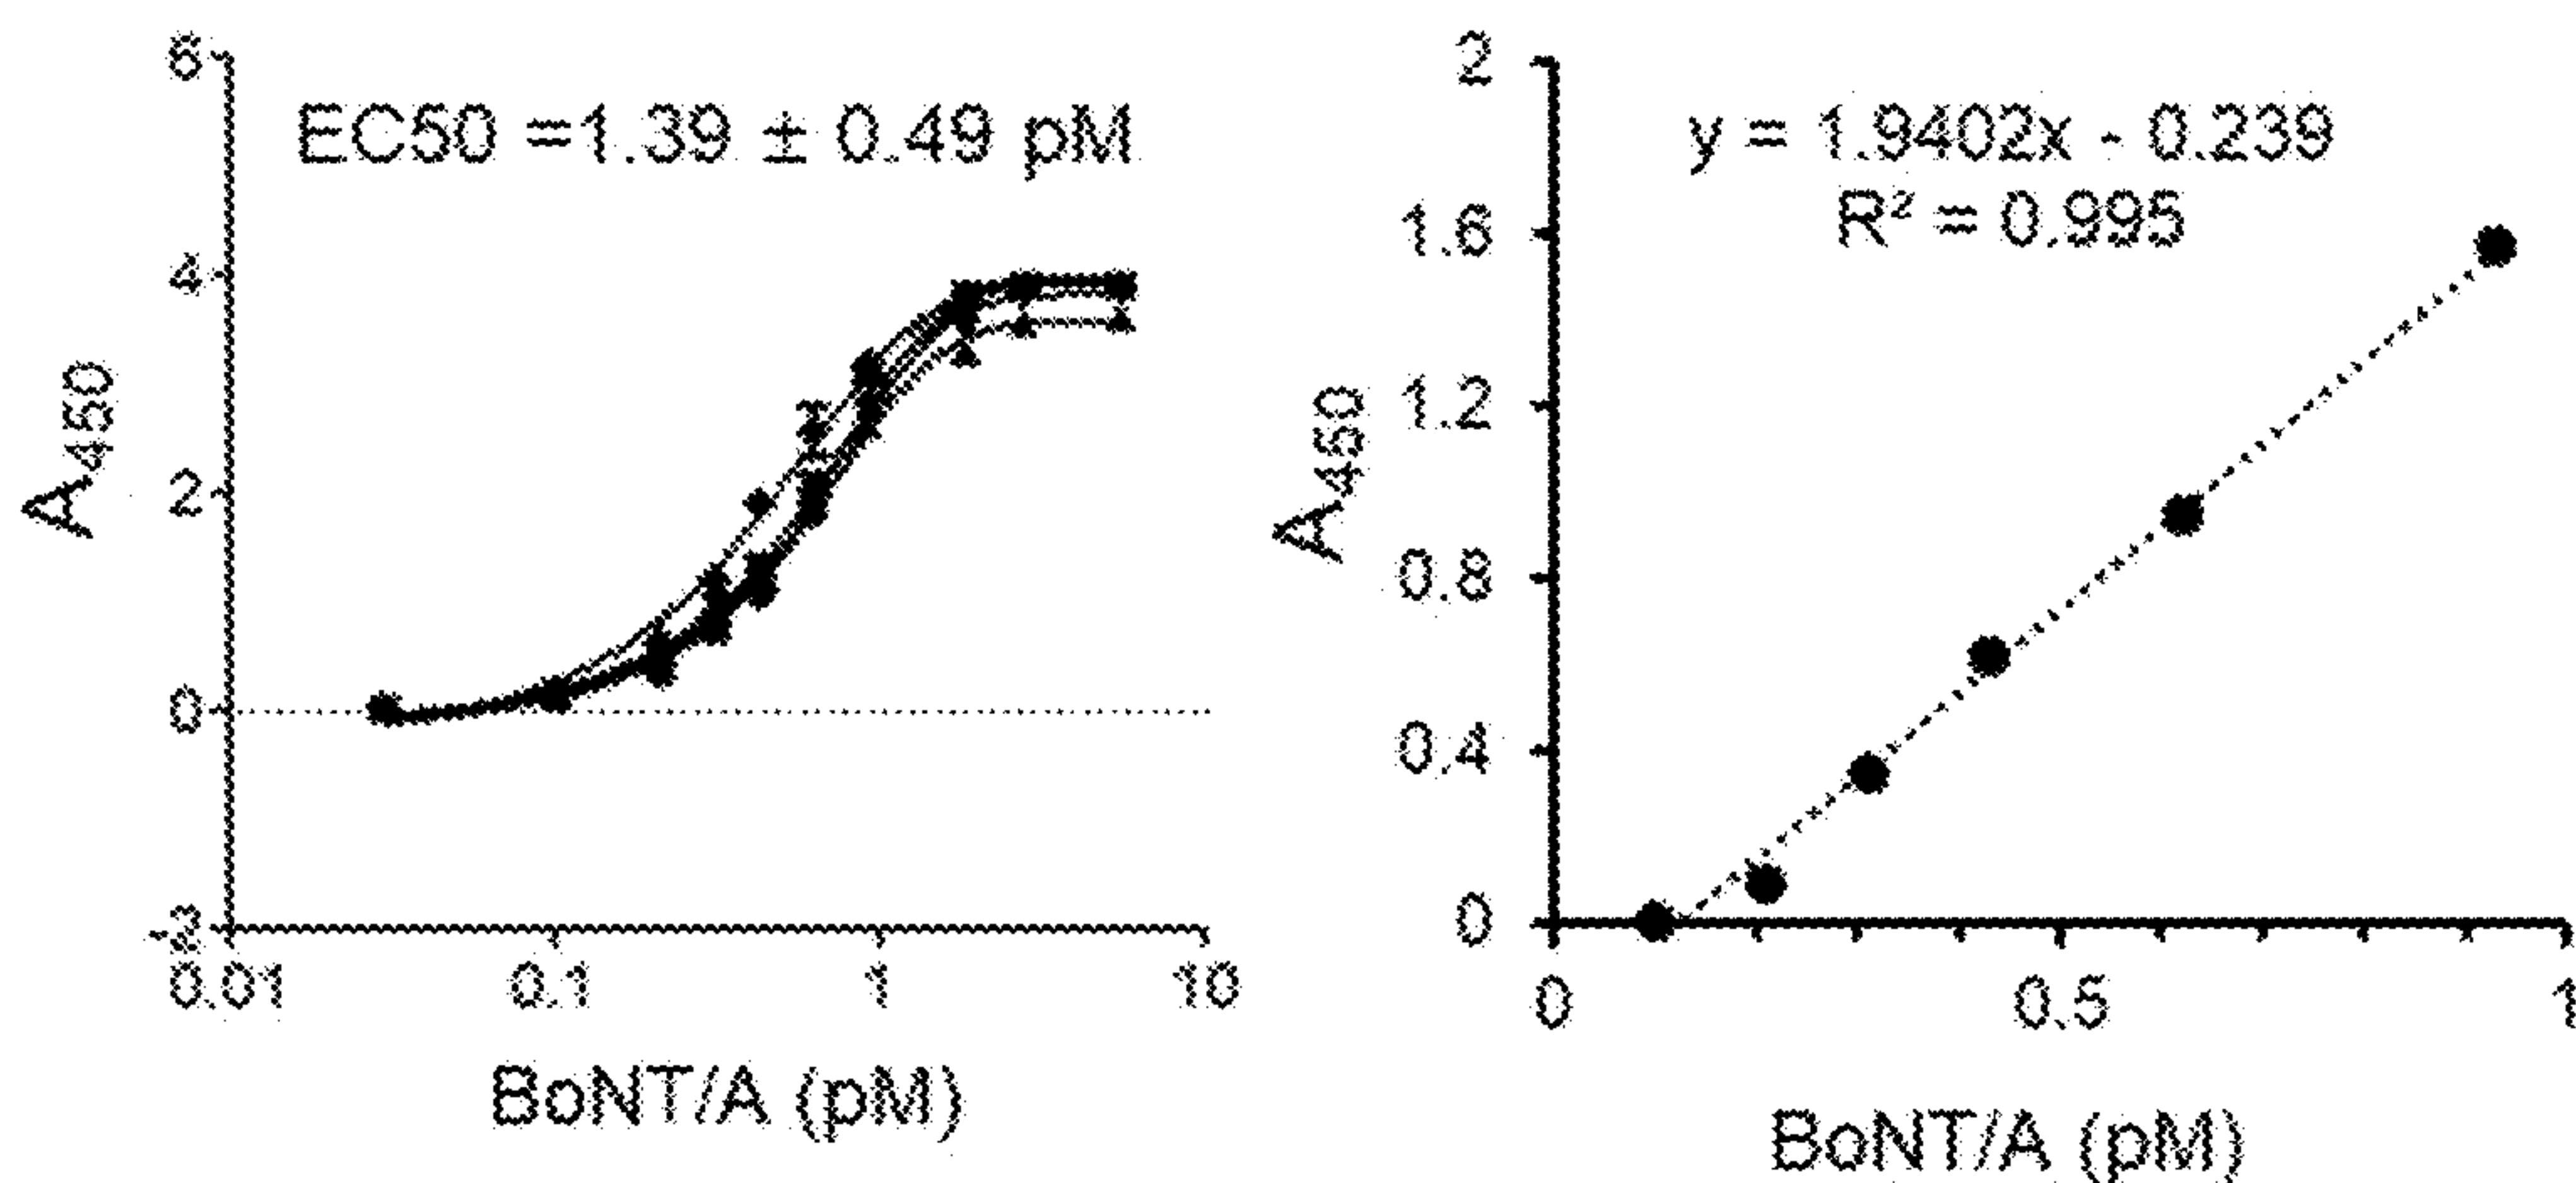 6
EC50 =1.39 ± 0.49 pM
4
2
0
-2
A450
0.01 0.1 1 10
BoNT/A (pM)
2
y = 1.9402x - 0.239
R² = 0.995
1.6
1.2
0.8
0.4
0
A450
0 0.5 1
BoNT/A (pM)